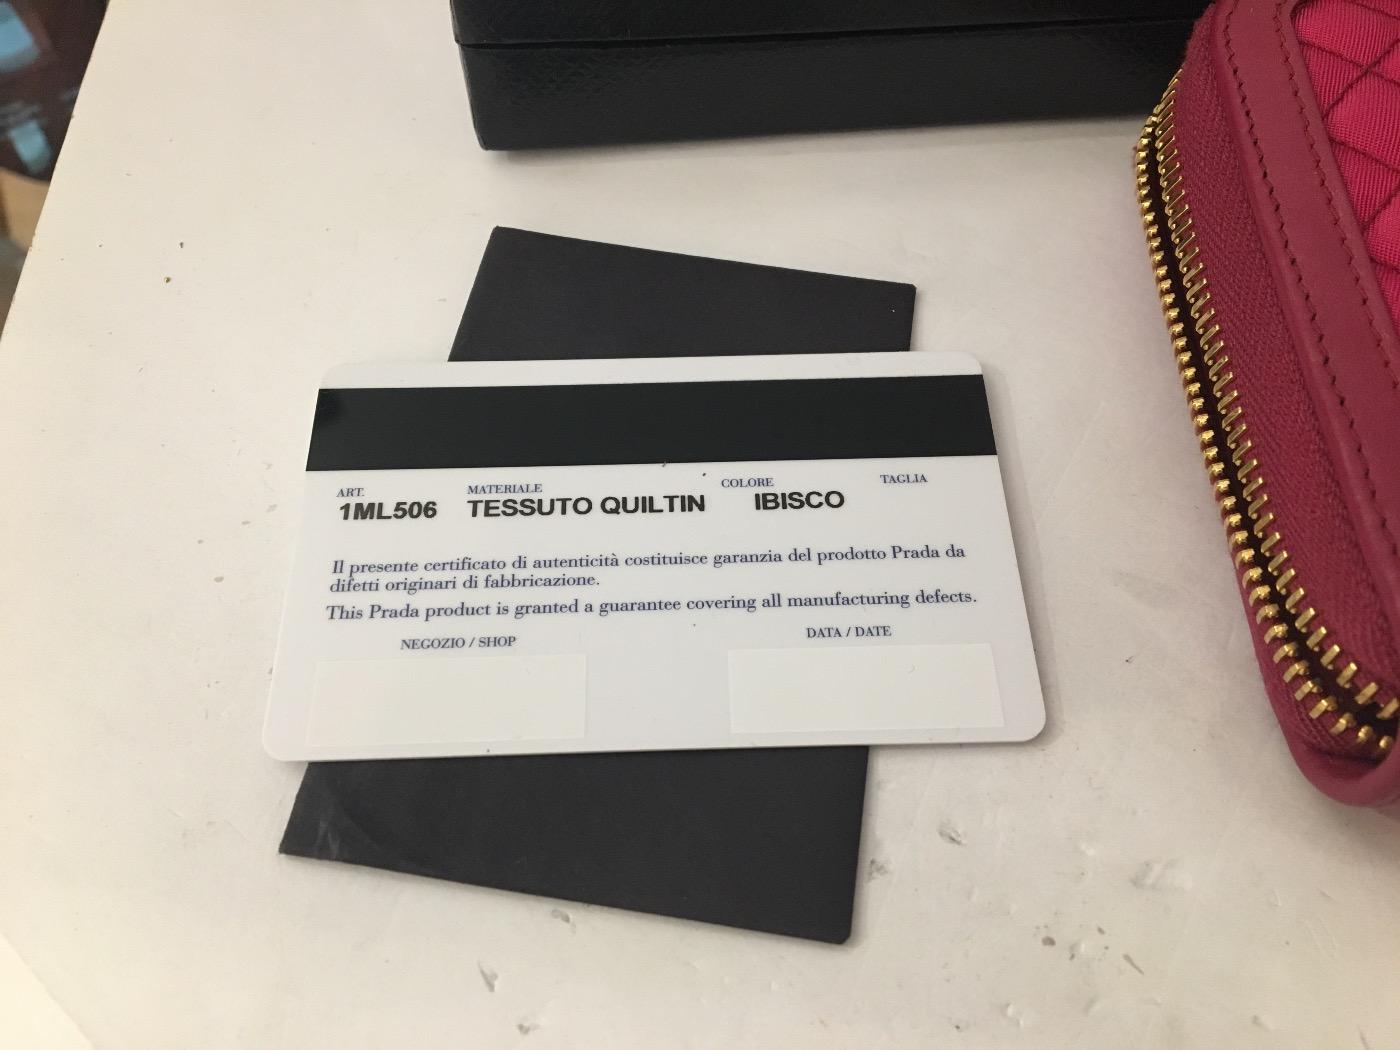 ART. MATERIALE COLORE TAGLIA
1ML506 TESSUTO QUILTIN IBISCO
Il presente certificato di autenticità costituisce garanzia del prodotto Prada da
difetti originari di fabbricazione.
This Prada product is granted a guarantee covering all manufacturing defects.
NEGOZIO / SHOP DATA / DATE